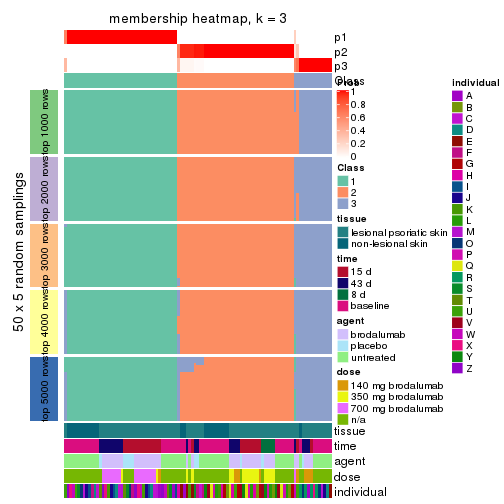 membership heatmap, k = 3
p1
p2
p3
Class
Prob
1
0.8
0.6
0.4
0.2
0
Class
1
2
3
tissue
lesional psoriatic skin
non-lesional skin
time
15 d
43 d
8 d
baseline
agent
brodalumab
placebo
untreated
dose
140 mg brodalumab
350 mg brodalumab
700 mg brodalumab
n/a
individual
A
B
C
D
E
F
G
H
I
J
K
L
M
O
P
Q
R
S
T
U
V
W
X
Y
Z
50 x 5 random samplings
top 1000 rows
top 2000 rows
top 3000 rows
top 4000 rows
top 5000 rows
tissue
time
agent
dose
individual